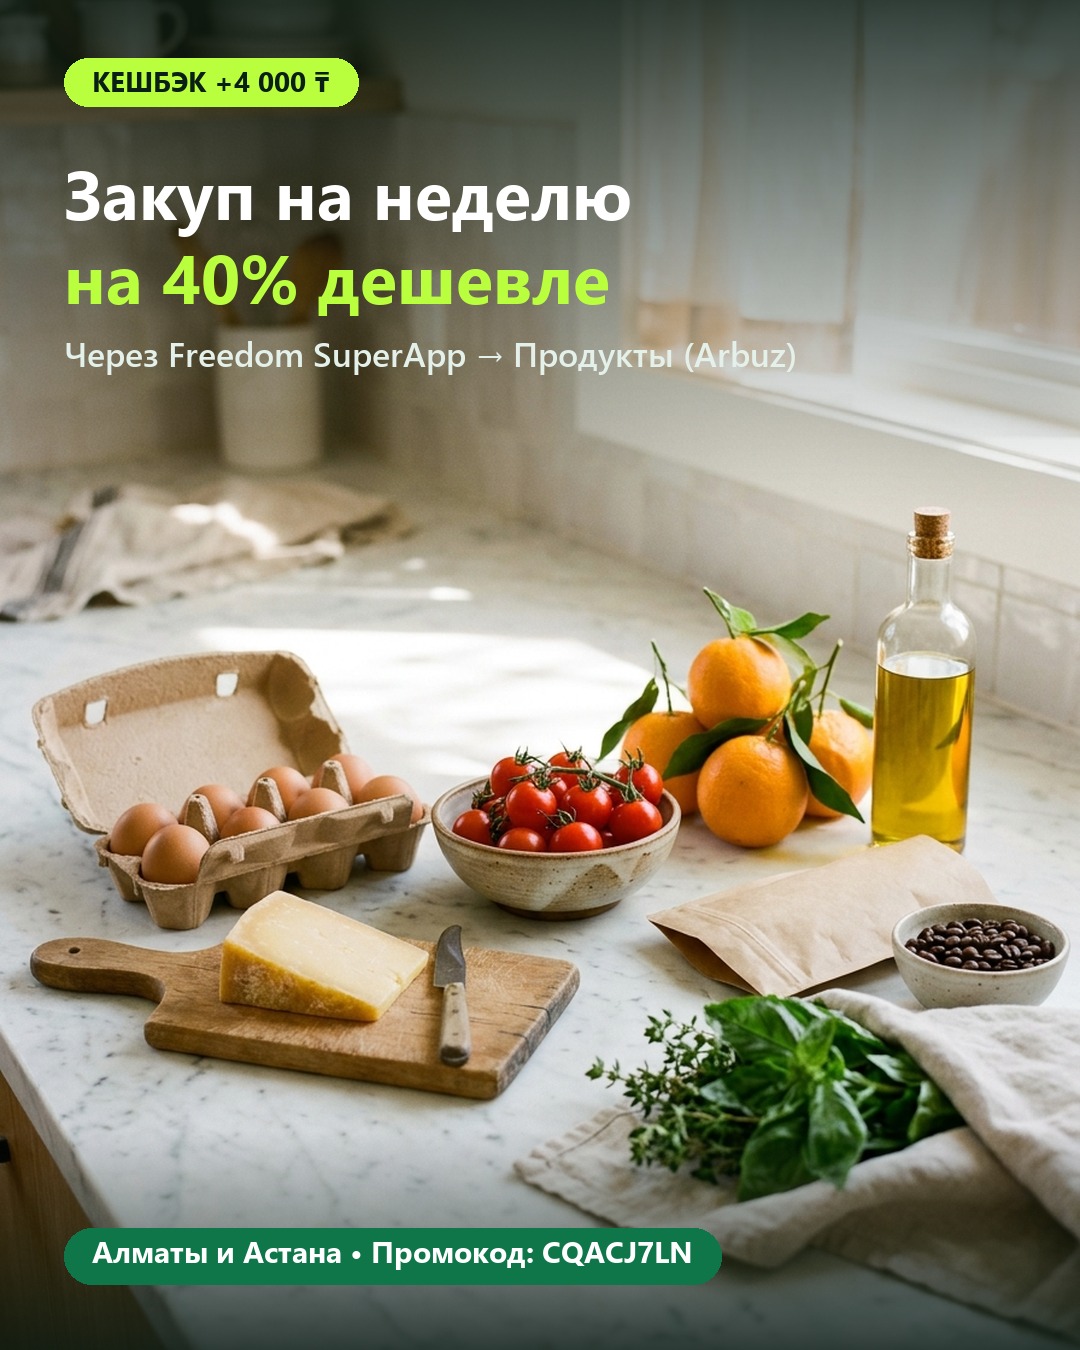 КЕШБЭК +4 000 ₸
Закуп на неделю
на 40% дешевле
Через Freedom SuperApp → Продукты (Arbuz)
Алматы и Астана • Промокод: CQACJ7LN